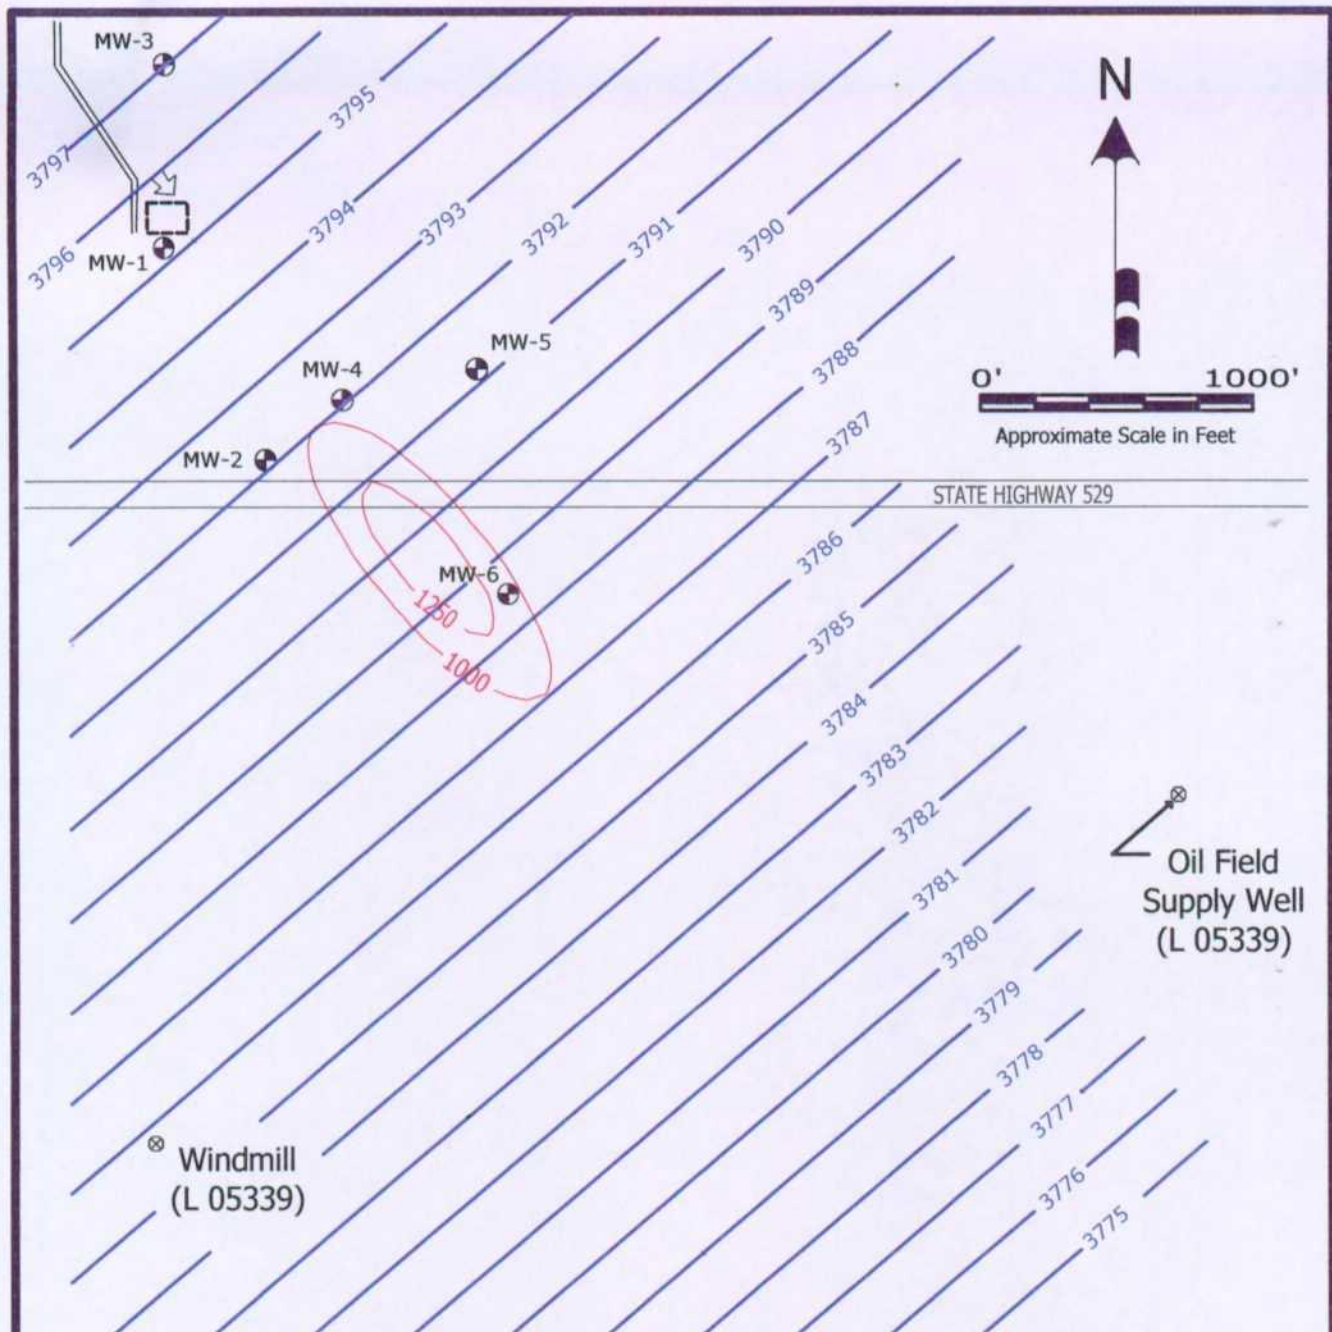 MW-3
N
3795
3797
3794
3793
3792
3791
3790
3796
MW-1
3789
MW-5
MW-4
3788
0' 1000'
Approximate Scale in Feet
3787
MW-2
STATE HIGHWAY 529
3786
MW-6
1250
3785
1000
3784
3783
3782
Oil Field
Supply Well
(L 05339)
3781
3780
3779
3778
3777
Windmill
(L 05339)
3776
3775